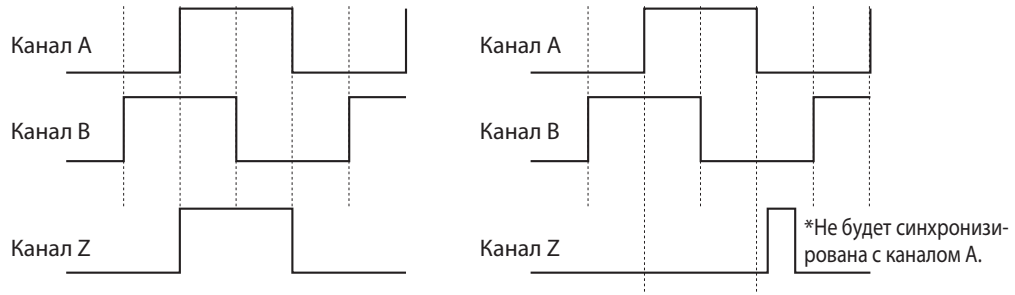 Канал A
Канал B
Канал Z
Канал A
Канал B
Канал Z
*Не будет синхронизи-
рована с каналом A.